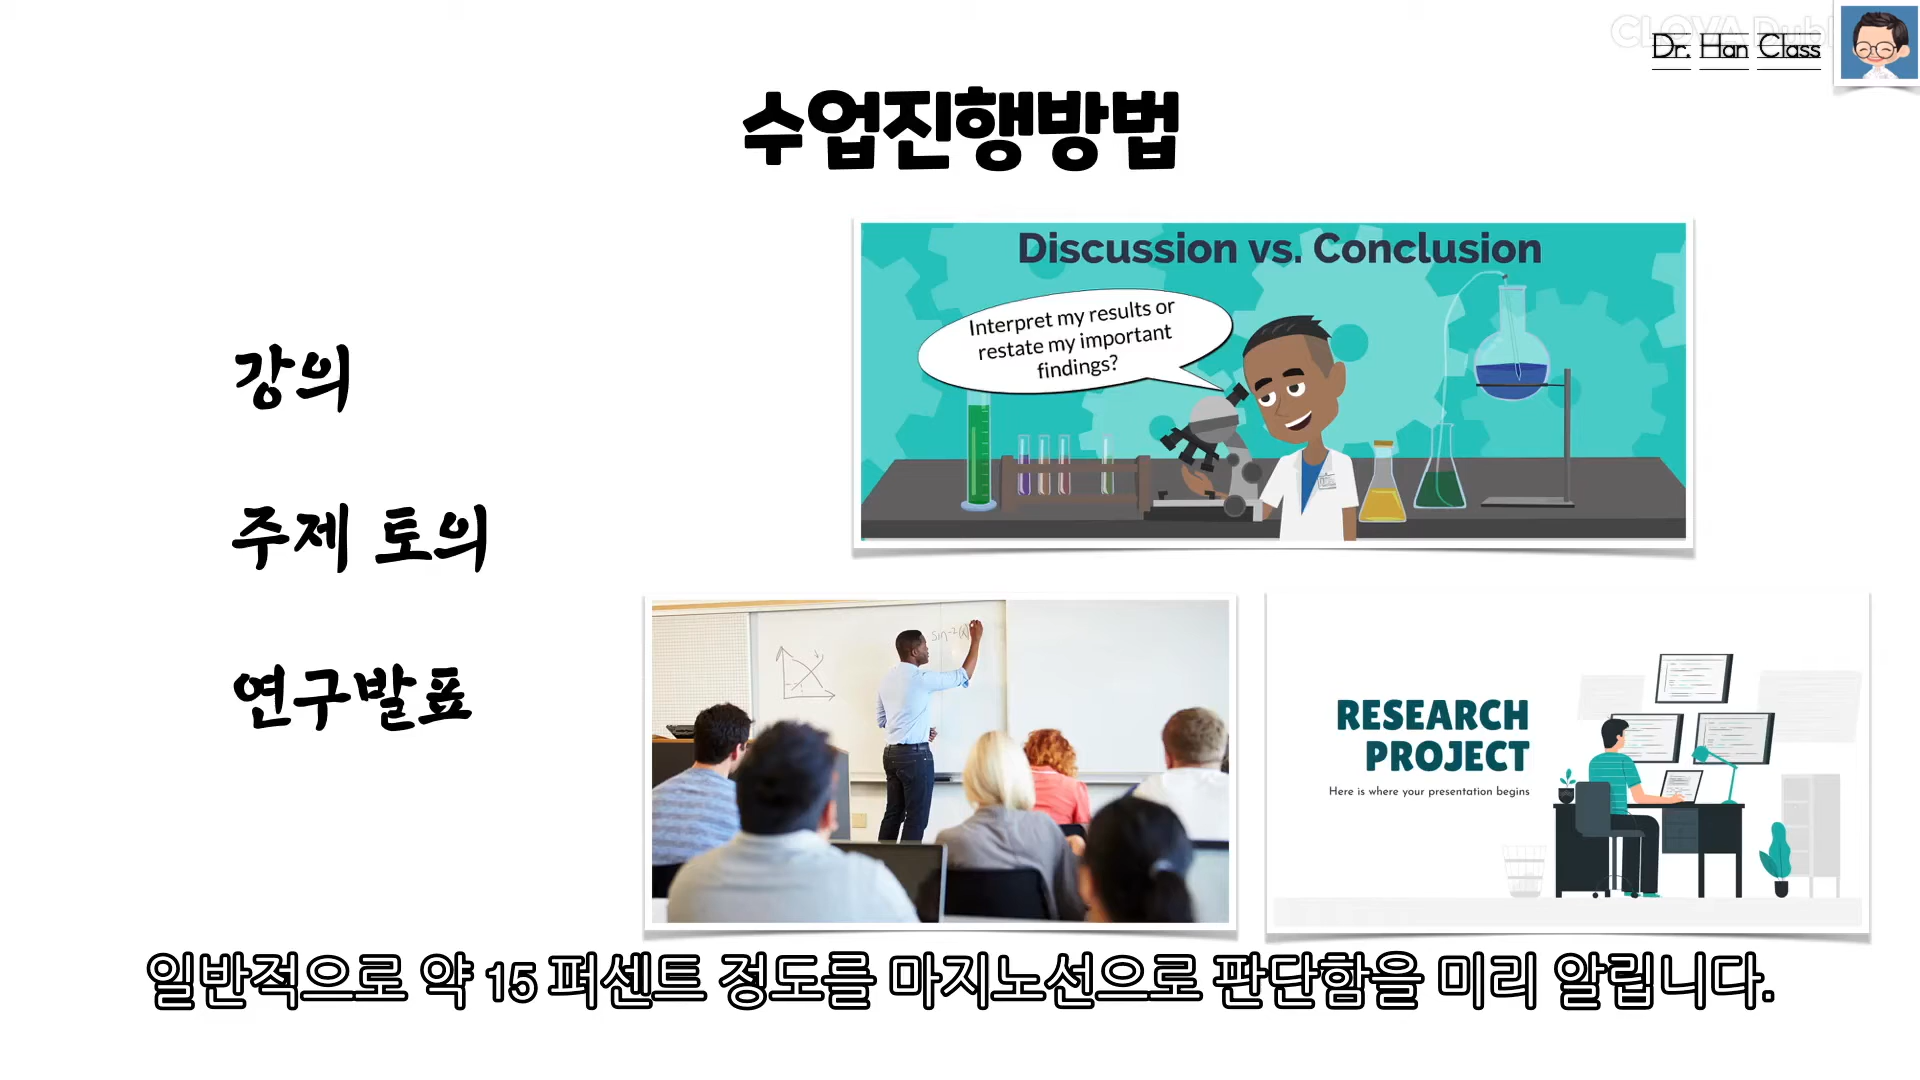 CLOVA Dub
Dr. Han Class
수업진행방법
강의
주제 토의
연구발표
Discussion vs. Conclusion
Interpret my results or
restate my important
findings?
RESEARCH
PROJECT
Here is where your presentation begins
일반적으로 약 15 퍼센트 정도를 마지노선으로 판단함을 미리 알립니다.